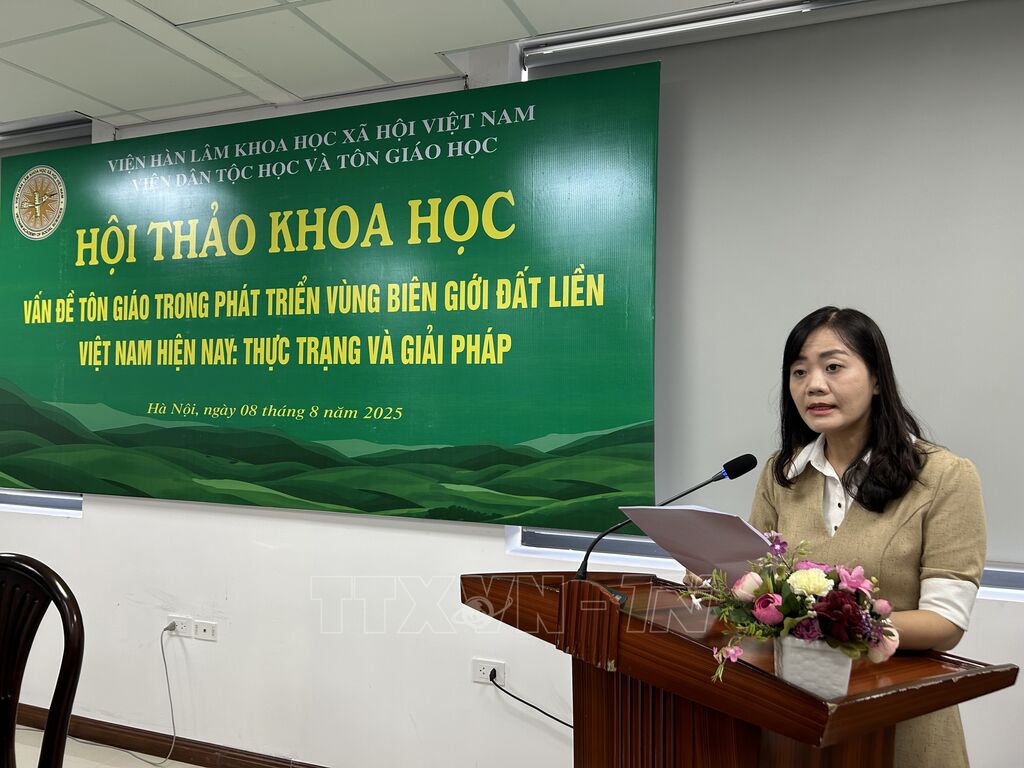 VIỆN HÀN LÂM KHOA HỌC XÃ HỘI VIỆT NAM
VIỆN DÂN TỘC HỌC VÀ TÔN GIÁO HỌC
HỘI THẢO KHOA HỌC
VẤN ĐỀ TÔN GIÁO TRONG PHÁT TRIỂN VÙNG BIÊN GIỚI ĐẤT LIỀN
VIỆT NAM HIỆN NAY: THỰC TRẠNG VÀ GIẢI PHÁP
Hà Nội, ngày 08 tháng 8 năm 2025
TTXVN-TTXVN